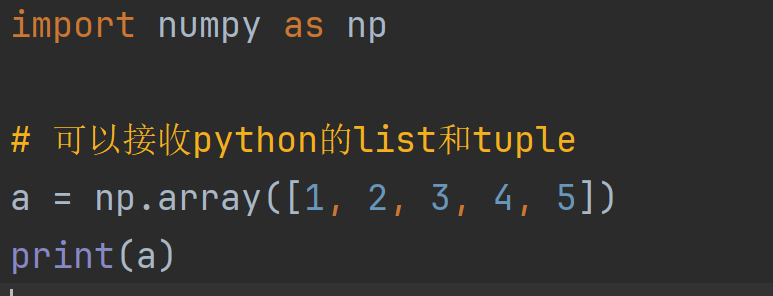 import numpy as np
# 可以接收python的list和tuple
a = np.array([1, 2, 3, 4, 5])
print(a)